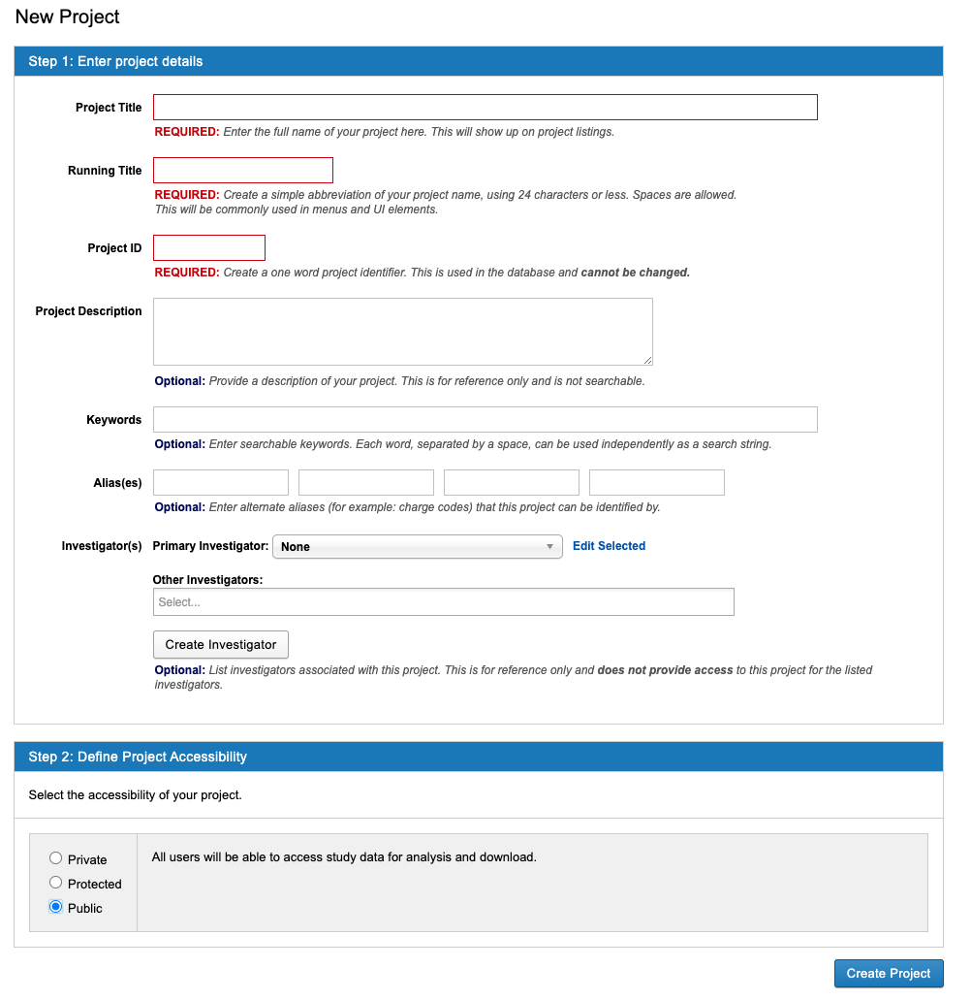 New Project
Step 1: Enter project details
Project Title
REQUIRED: Enter the full name of your project here. This will show up on project listings.
Running Title
REQUIRED: Create a simple abbreviation of your project name, using 24 characters or less. Spaces are allowed.
This will be commonly used in menus and UI elements.
Project ID
REQUIRED: Create a one word project identifier. This is used in the database and cannot be changed.
Project Description
Optional: Provide a description of your project. This is for reference only and is not searchable.
Keywords
Optional: Enter searchable keywords. Each word, separated by a space, can be used independently as a search string.
Alias(es)
Optional: Enter alternate aliases (for example: charge codes) that this project can be identified by.
Investigator(s) Primary Investigator: None Edit Selected
Other Investigators:
Select...
Create Investigator
Optional: List investigators associated with this project. This is for reference only and does not provide access to this project for the listed
investigators.
Step 2: Define Project Accessibility
Select the accessibility of your project.
Private
Protected
Public
All users will be able to access study data for analysis and download.
Create Project